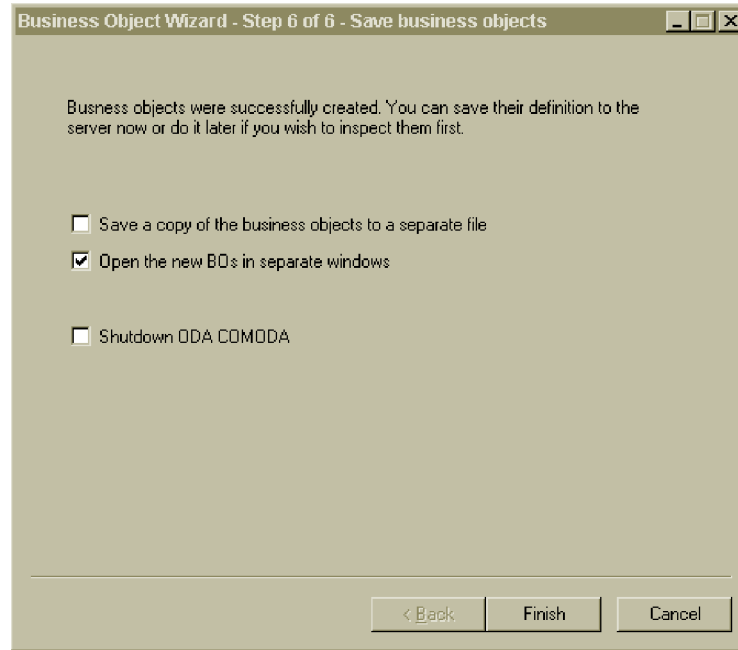 Business Object Wizard - Step 6 of 6 - Save business objects
Busness objects were successfully created. You can save their definition to the
server now or do it later if you wish to inspect them first.
Save a copy of the business objects to a separate file
Open the new BOs in separate windows
Shutdown ODA COMODA
< Back
Finish
Cancel